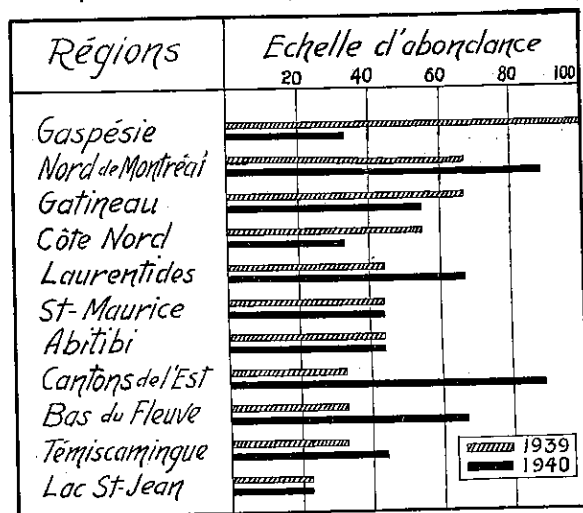 Régions
Echelle d'abondance
20 40 60 80 100
Gaspésie
Nord de Montréal
Gatineau
Côte Nord
Laurentides
St-Maurice
Abitibi
Cantons de l'Est
Bas du Fleuve
Témiscamingue
Lac St-Jean
1939
1940